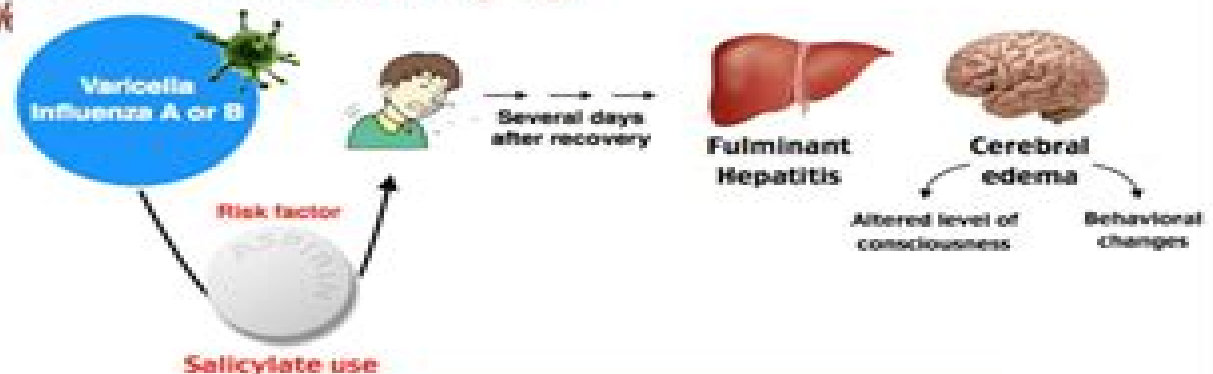 Varicella
Influenza A or B
Several days
after recovery
Fulminant
Hepatitis
Cerebral
edema
Altered level of
consciousness
Behavioral
changes
Risk factor
ASPIRIN
Salicylate use